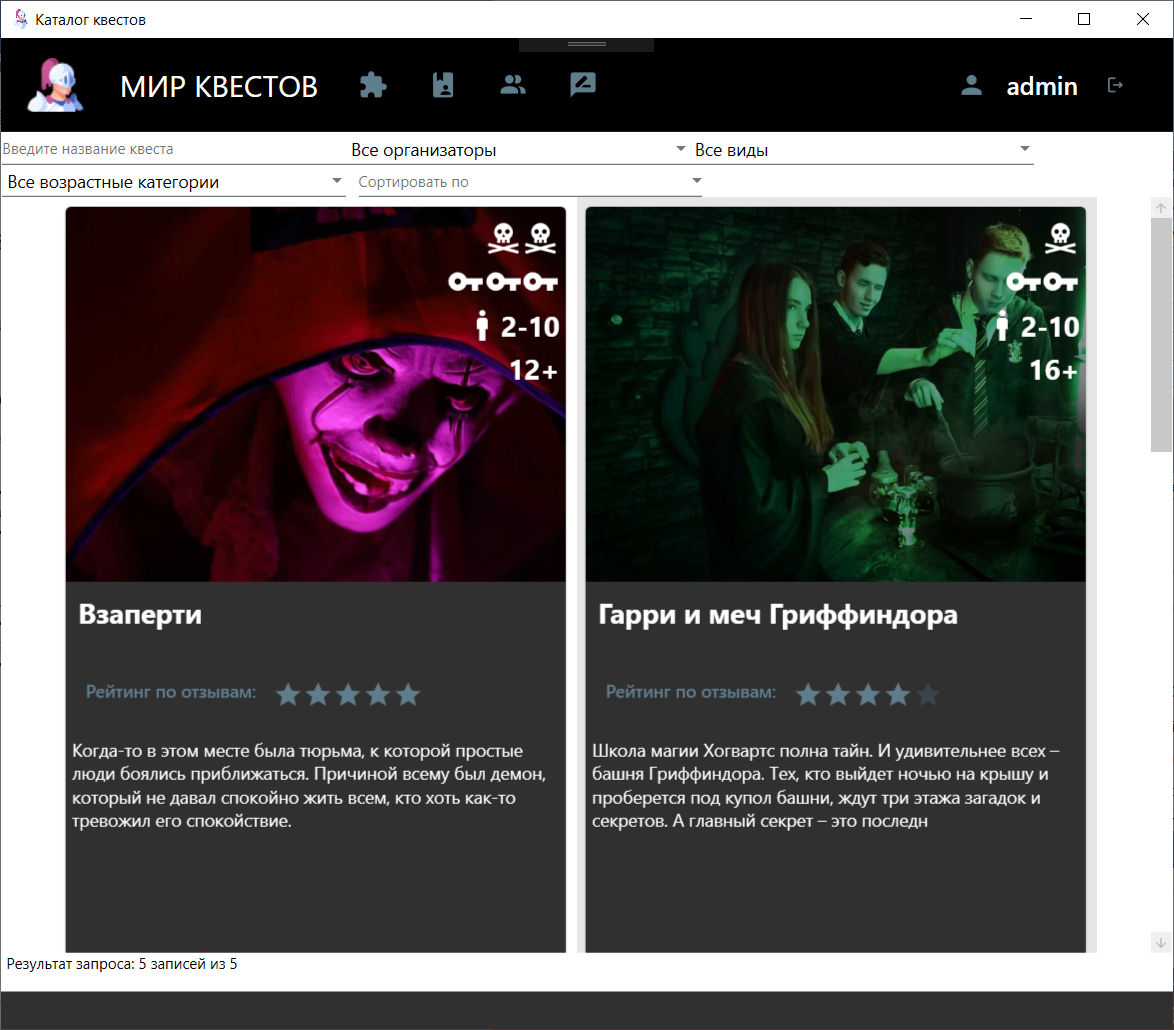 Каталог квестов
МИР КВЕСТОВ
admin
Введите название квеста
Все организаторы
Все виды
Все возрастные категории
Сортировать по
2-10
12+
Взаперти
Рейтинг по отзывам:
Когда-то в этом месте была тюрьма, к которой простые
люди боялись приближаться. Причиной всему был демон,
который не давал спокойно жить всем, кто хоть как-то
тревожил его спокойствие.
2-10
16+
Гарри и меч Гриффиндора
Рейтинг по отзывам:
Школа магии Хогвартс полна тайн. И удивительнее всех –
башня Гриффиндора. Тех, кто выйдет ночью на крышу и
проберется под купол башни, ждут три этажа загадок и
секретов. А главный секрет – это последн
Результат запроса: 5 записей из 5